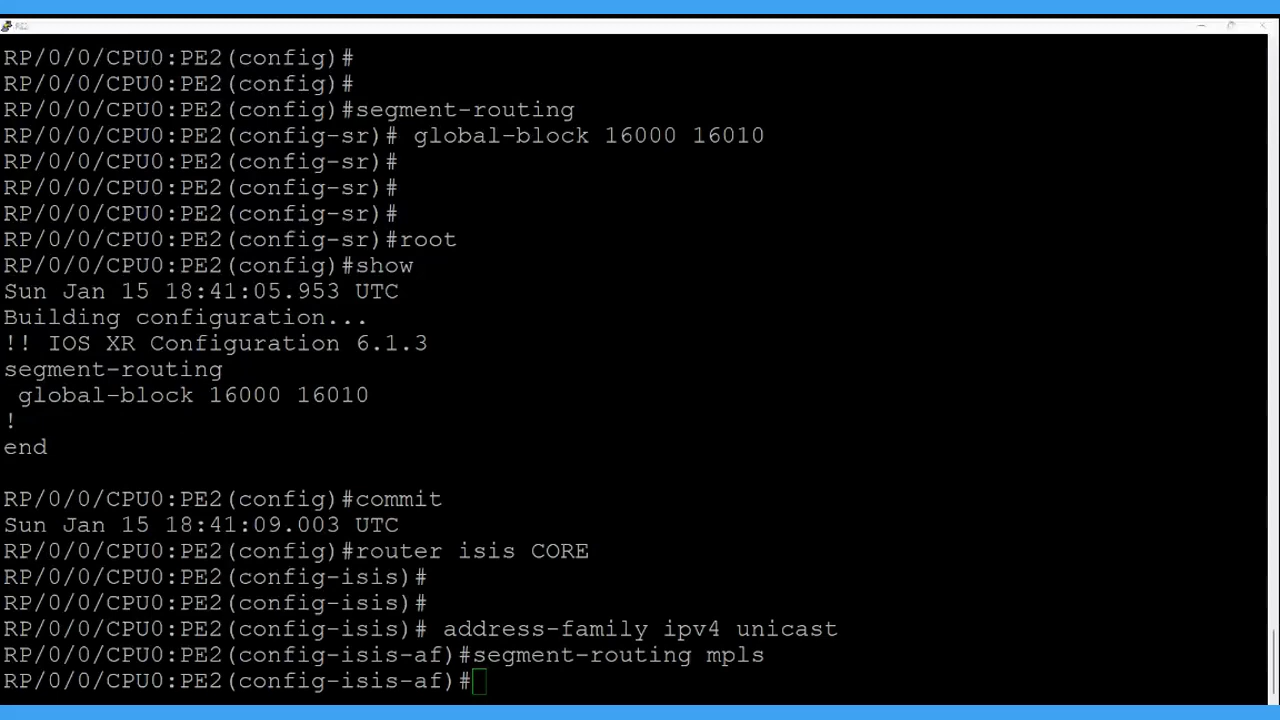 PE2
RP/0/0/CPU0:PE2(config)#
RP/0/0/CPU0:PE2(config)#
RP/0/0/CPU0:PE2(config)#segment-routing
RP/0/0/CPU0:PE2(config-sr)# global-block 16000 16010
RP/0/0/CPU0:PE2(config-sr)#
RP/0/0/CPU0:PE2(config-sr)#
RP/0/0/CPU0:PE2(config-sr)#
RP/0/0/CPU0:PE2(config-sr)#root
RP/0/0/CPU0:PE2(config)#show
Sun Jan 15 18:41:05.953 UTC
Building configuration...
!! IOS XR Configuration 6.1.3
segment-routing
 global-block 16000 16010
!
end
RP/0/0/CPU0:PE2(config)#commit
Sun Jan 15 18:41:09.003 UTC
RP/0/0/CPU0:PE2(config)#router isis CORE
RP/0/0/CPU0:PE2(config-isis)#
RP/0/0/CPU0:PE2(config-isis)#
RP/0/0/CPU0:PE2(config-isis)# address-family ipv4 unicast
RP/0/0/CPU0:PE2(config-isis-af)#segment-routing mpls
RP/0/0/CPU0:PE2(config-isis-af)#